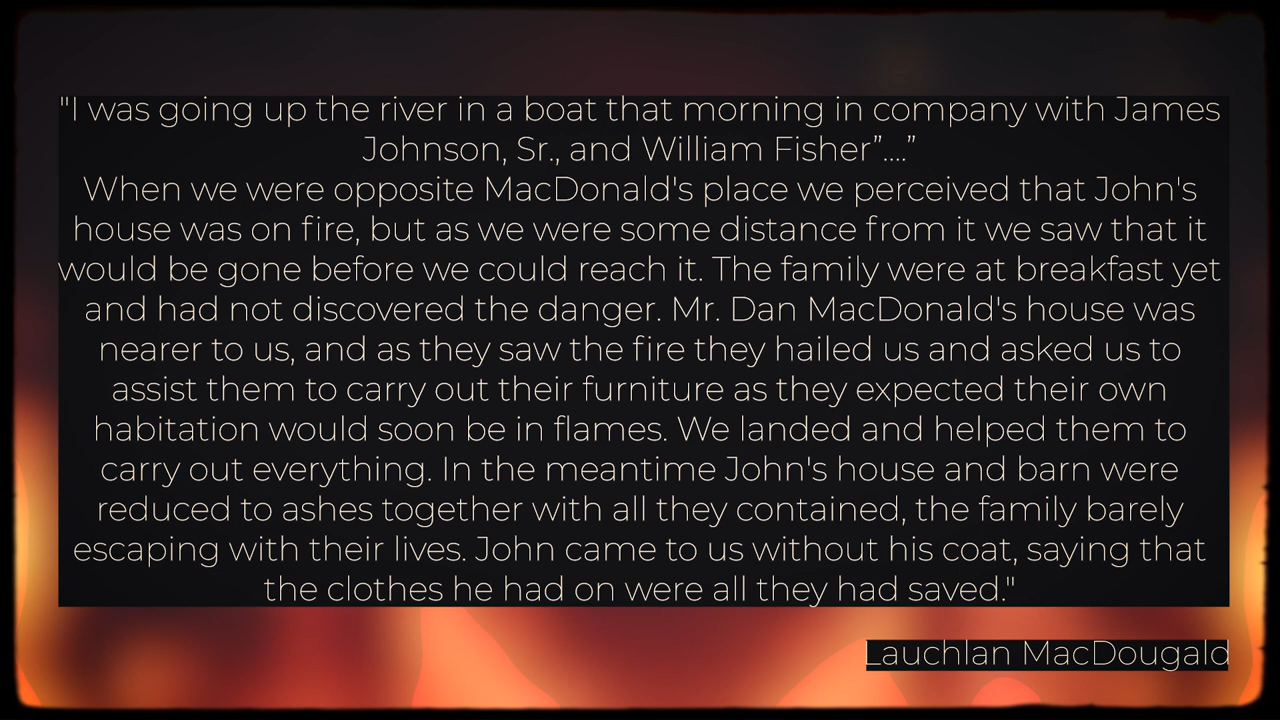 "I was going up the river in a boat that morning in company with James
Johnson, Sr., and William Fisher”....”
When we were opposite MacDonald's place we perceived that John's
house was on fire, but as we were some distance from it we saw that it
would be gone before we could reach it. The family were at breakfast yet
and had not discovered the danger. Mr. Dan MacDonald's house was
nearer to us, and as they saw the fire they hailed us and asked us to
assist them to carry out their furniture as they expected their own
habitation would soon be in flames. We landed and helped them to
carry out everything. In the meantime John's house and barn were
reduced to ashes together with all they contained, the family barely
escaping with their lives. John came to us without his coat, saying that
the clothes he had on were all they had saved."
Lauchlan MacDougald